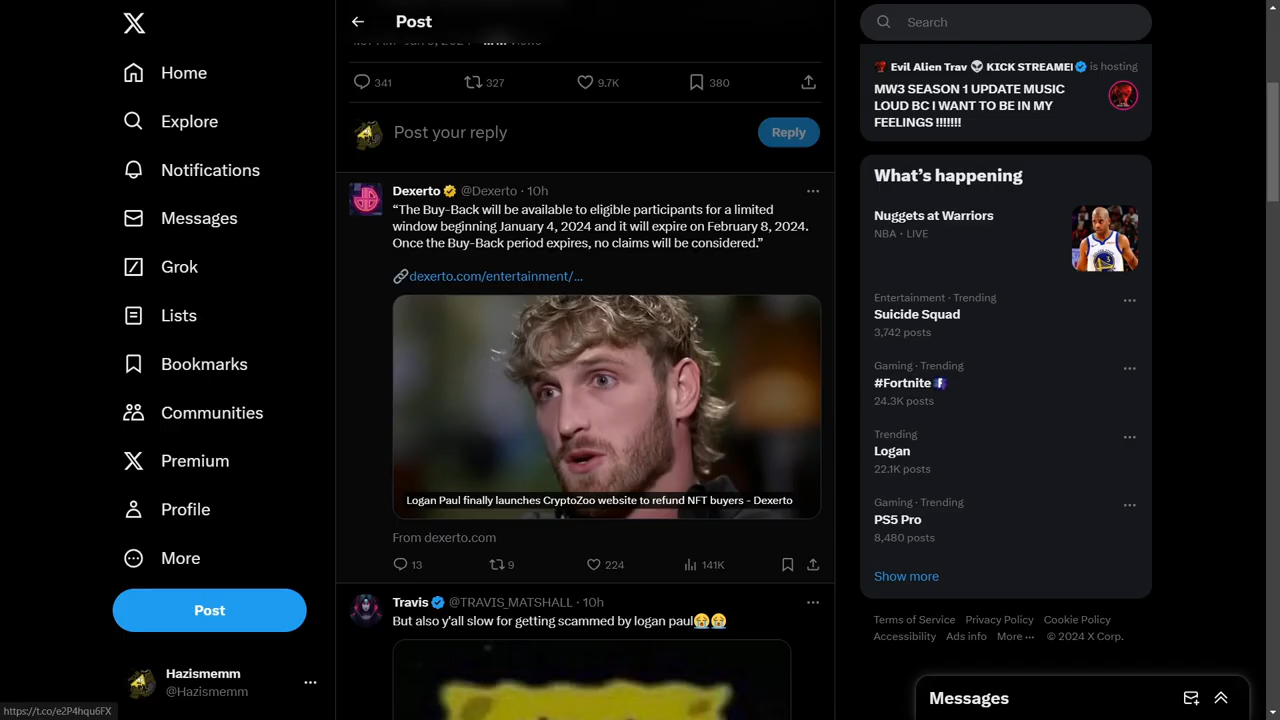 Home
Explore
Notifications
Messages
Grok
Lists
Bookmarks
Communities
Premium
Profile
More
Post
Hazismemm
@Hazismemm
https://t.co/e2P4hqu6FX
Post
341 327 9.7K 380
Post your reply
Reply
Dexerto @Dexerto · 10h
“The Buy-Back will be available to eligible participants for a limited
window beginning January 4, 2024 and it will expire on February 8, 2024.
Once the Buy-Back period expires, no claims will be considered.”
🔗dexerto.com/entertainment/...
Logan Paul finally launches CryptoZoo website to refund NFT buyers - Dexerto
From dexerto.com
13 9 224 141K
Travis @TRAVIS_MATSHALL · 10h
But also y'all slow for getting scammed by logan paul😭😭
Search
Evil Alien Trav 👽 KICK STREAME is hosting
MW3 SEASON 1 UPDATE MUSIC
LOUD BC I WANT TO BE IN MY
FEELINGS !!!!!!!
What's happening
Nuggets at Warriors
NBA · LIVE
Entertainment · Trending
Suicide Squad
3,742 posts
Gaming · Trending
#Fortnite
24.3K posts
Trending
Logan
22.1K posts
Gaming · Trending
PS5 Pro
8,480 posts
Show more
Terms of Service Privacy Policy Cookie Policy
Accessibility Ads info More ··· © 2024 X Corp.
Messages